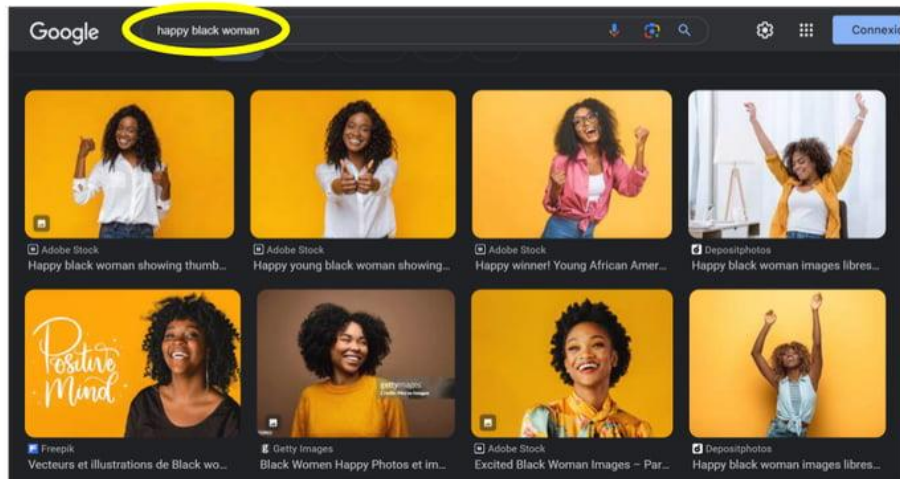 Google
happy black woman
Connexio
Adobe Stock
Happy black woman showing thumb...
Adobe Stock
Happy young black woman showing...
Adobe Stock
Happy winner! Young African Amer...
Depositphotos
Happy black woman images libres...
Positive
Mind
Freepik
Vecteurs et illustrations de Black wo...
gettyimages
Getty Images
Black Women Happy Photos et im...
Adobe Stock
Excited Black Woman Images – Par...
Depositphotos
Happy black woman images libres...